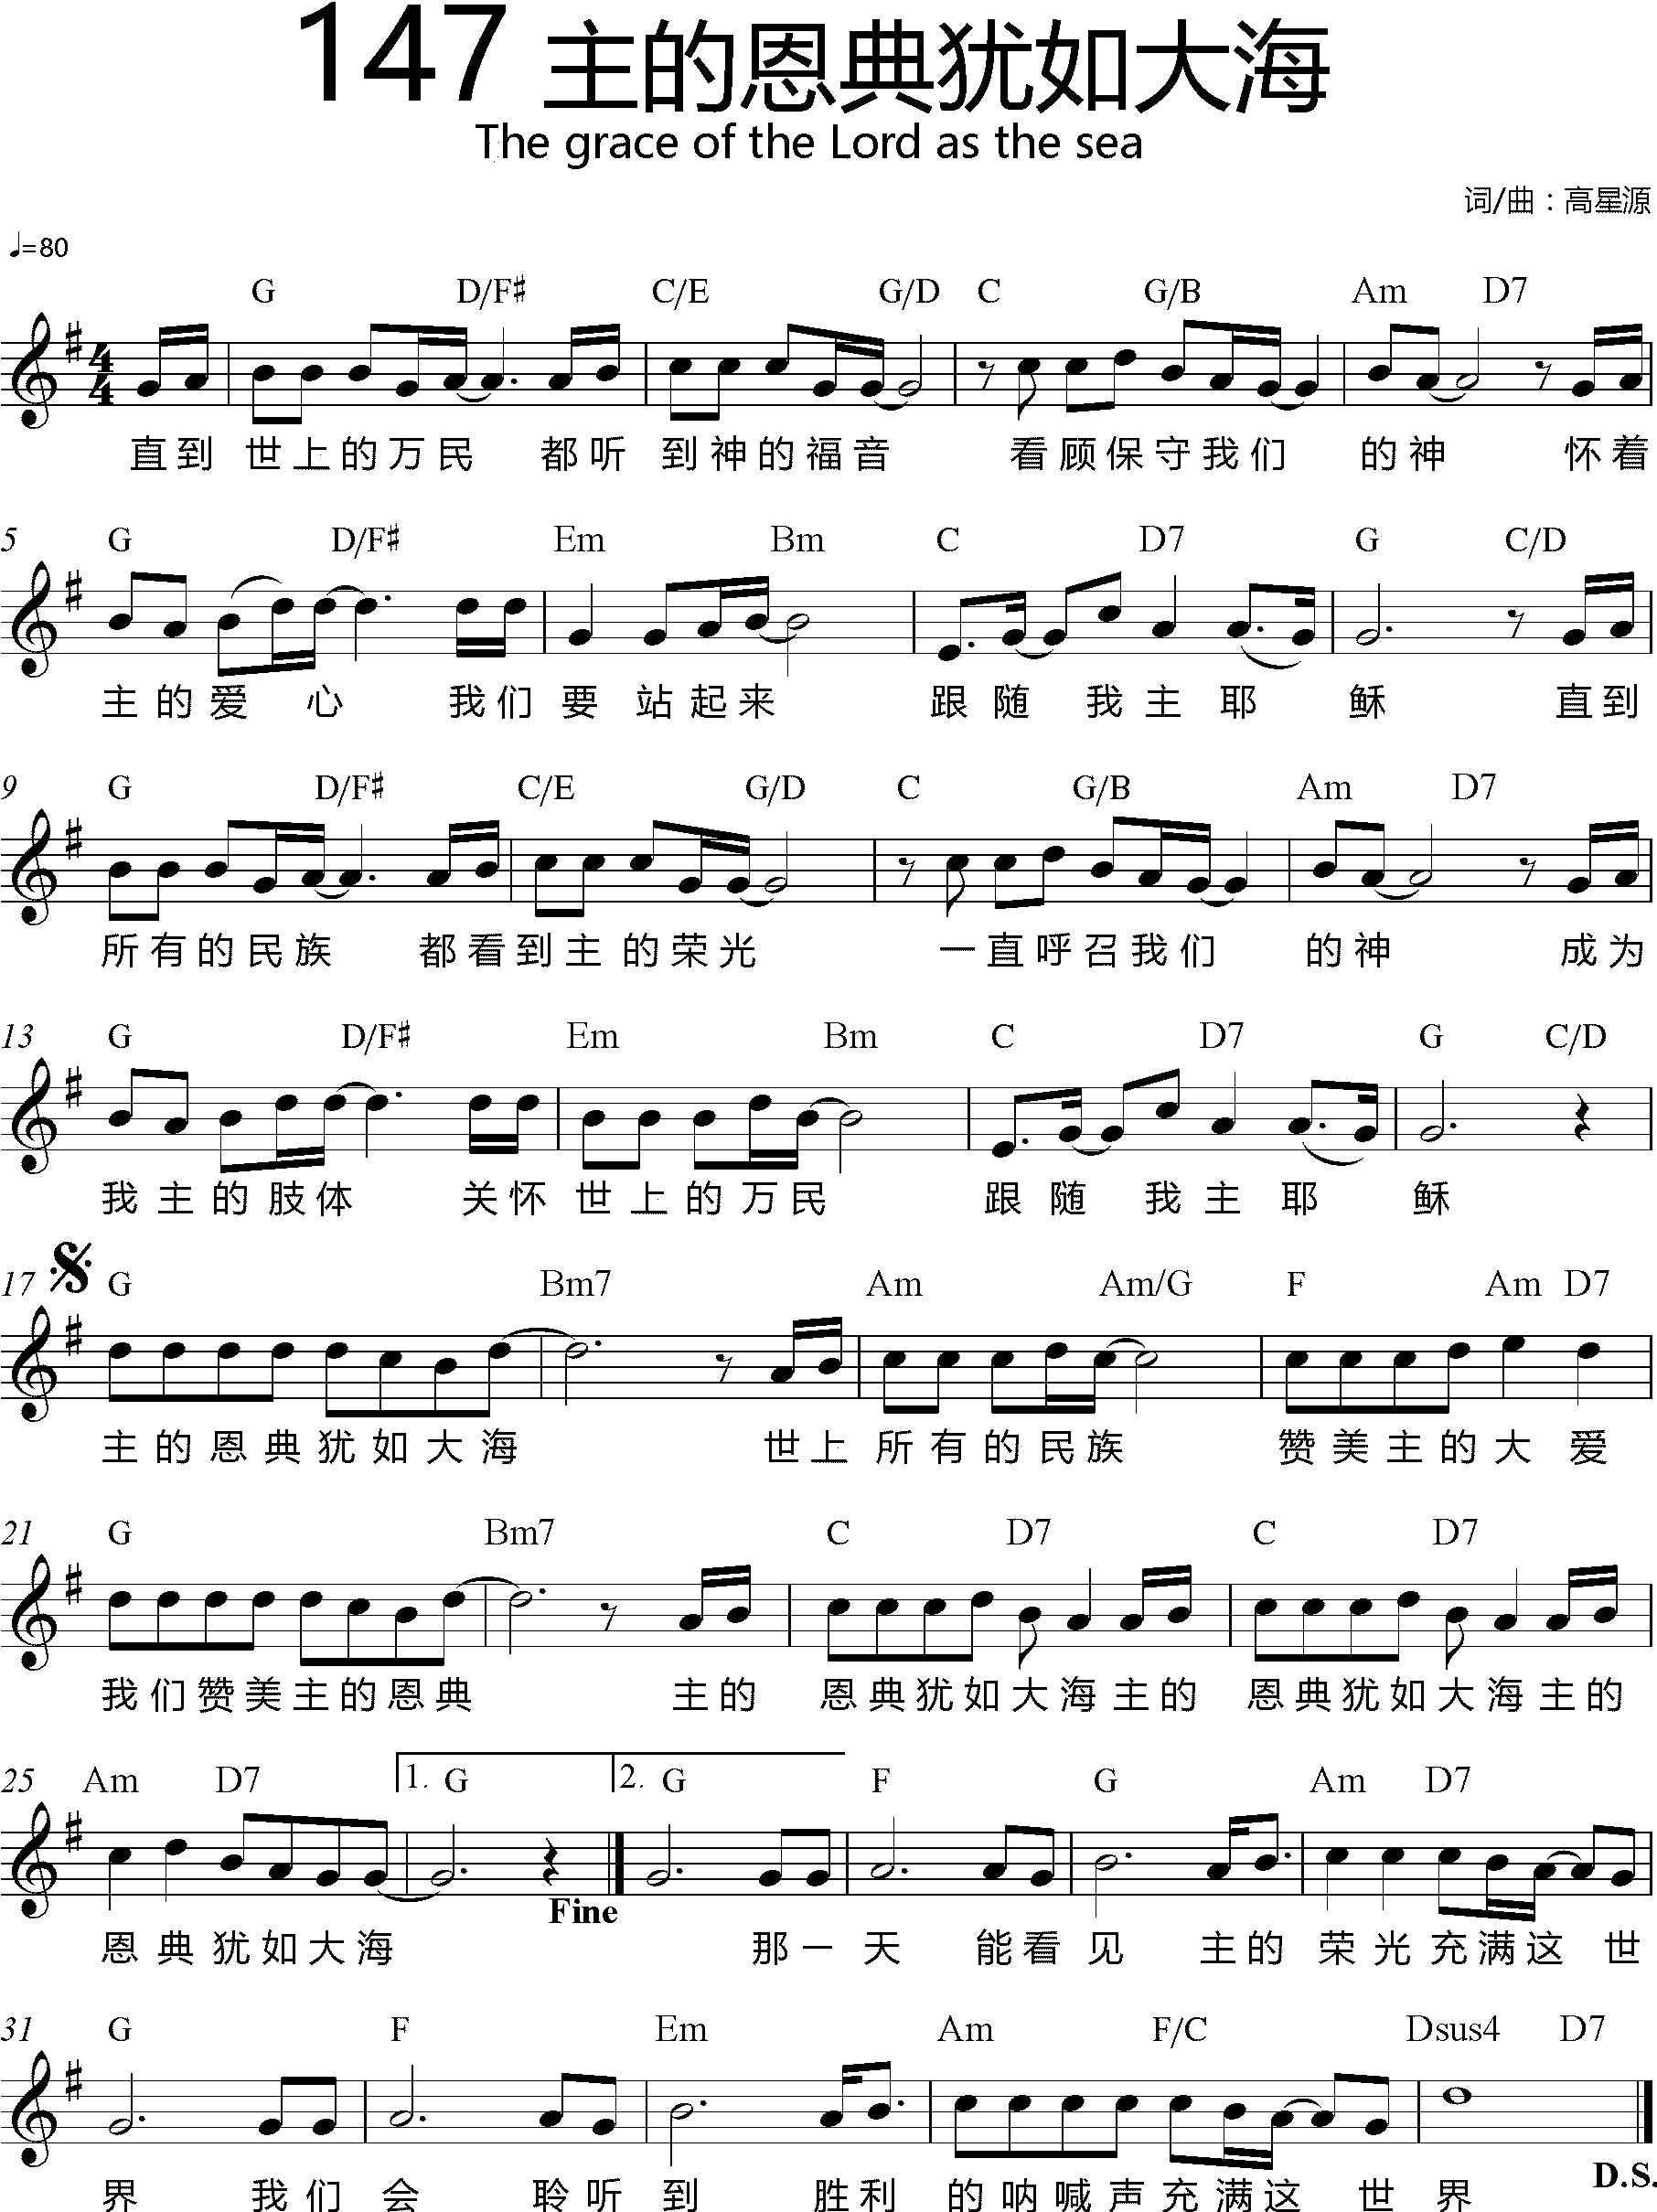 147 主的恩典犹如大海
The grace of the Lord as the sea
词/曲：高星源
♩=80
G D/F♯ C/E G/D C G/B Am D7
直到 世上的万民 都听 到神的福音 看顾保守我们 的神 怀着
5 G D/F♯ Em Bm C D7 G C/D
主的爱 心 我们 要 站起来 跟随 我主耶 稣 直到
9 G D/F♯ C/E G/D C G/B Am D7
所有的民族 都看到主的荣光 一直呼召我们 的神 成为
13 G D/F♯ Em Bm C D7 G C/D
我主的肢体 关怀 世上的万民 跟随 我主耶 稣
17 G Bm7 Am Am/G F Am D7
主的恩典犹如大海 世上 所有的民族 赞美主的大爱
21 G Bm7 C D7 C D7
我们赞美主的恩典 主的 恩典犹如大海主的 恩典犹如大海主的
25 Am D7 1. G 2. G F G Am D7
Fine
恩典犹如大海 那一天 能看见 主的 荣光充满这 世
31 G F Em Am F/C Dsus4 D7
D.S.
界 我们 会 聆听 到 胜利 的呐喊声充满这 世 界